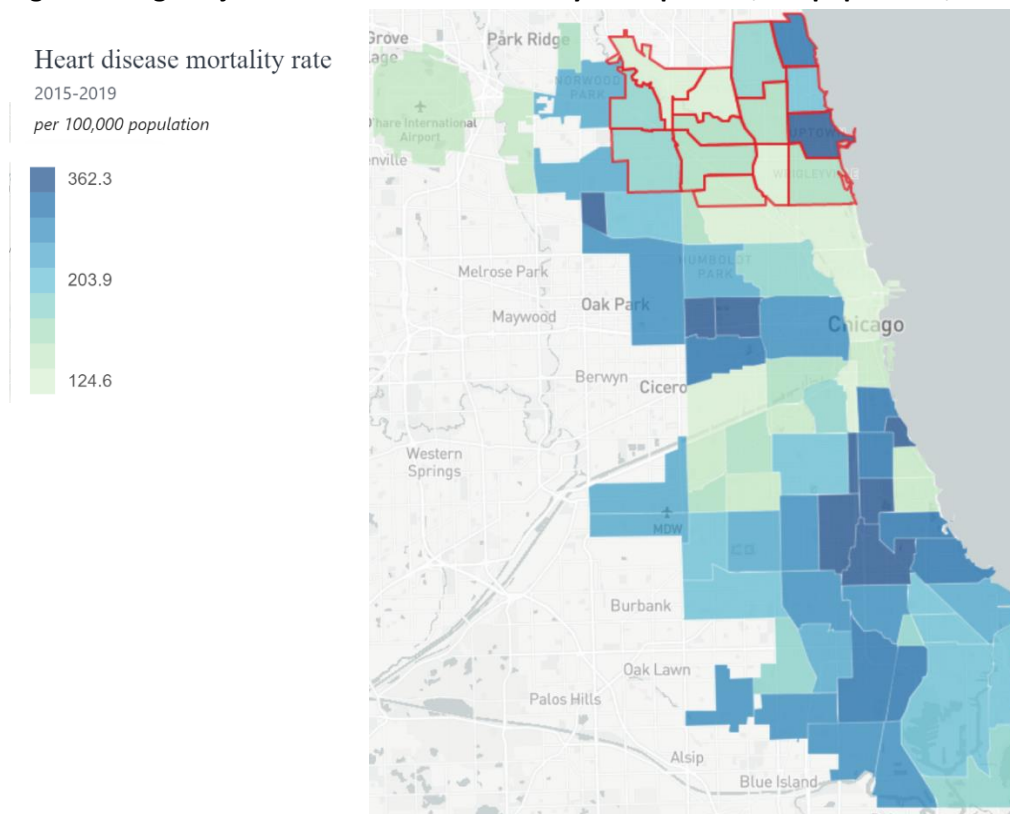 Heart disease mortality rate
2015-2019
per 100,000 population
362.3
203.9
124.6
Grove
Park Ridge
NORWOOD
PARK
O'hare International
Airport
enville
UPTOWN
WRIGLEYVILLE
HUMBOLDT
PARK
Melrose Park
Oak Park
Maywood
Chicago
Berwyn
Cicero
Western
Springs
MDW
Burbank
Oak Lawn
Palos Hills
Alsip
Blue Island